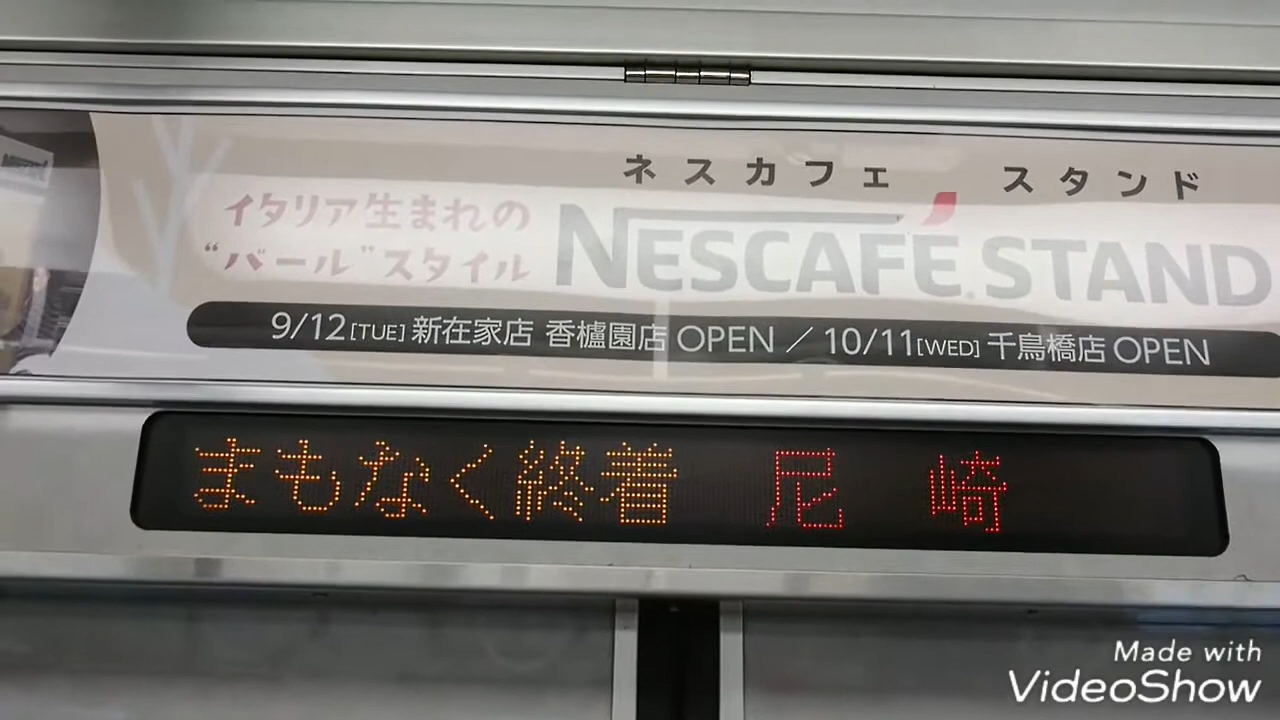 ネスカフェ スタンド
イタリア生まれの
“バール”スタイル
NESCAFÉ STAND
9/12[TUE] 新在家店 香櫨園店 OPEN ／ 10/11[WED] 千鳥橋店 OPEN
まもなく終着 尼 崎
Made with
VideoShow